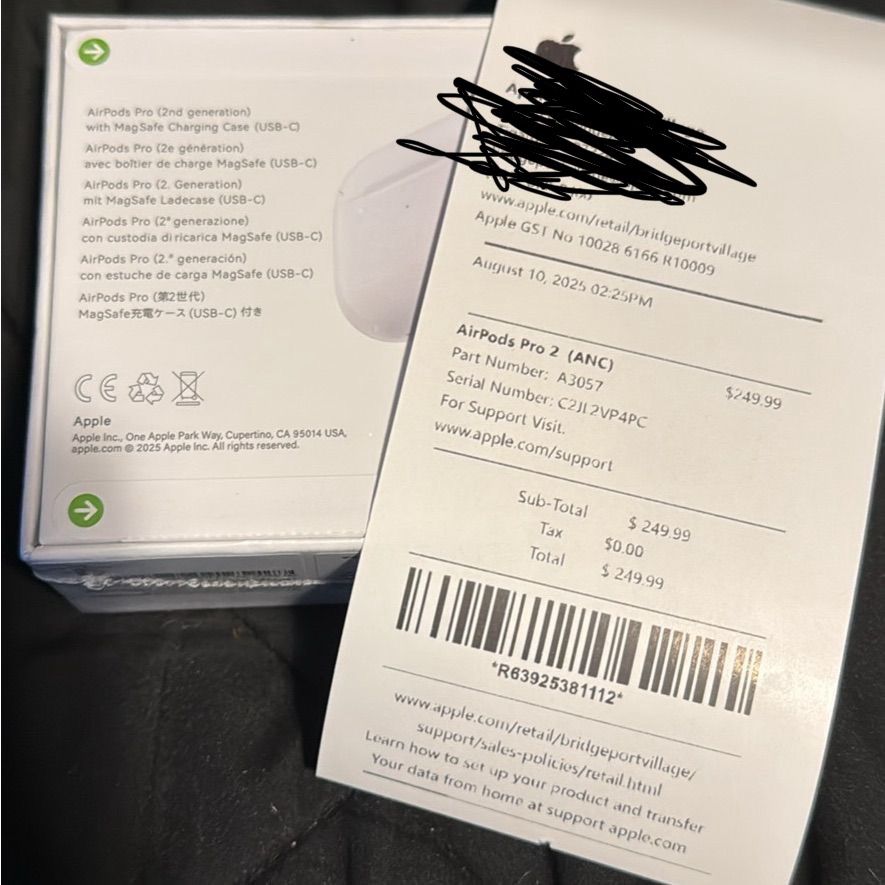 AirPods Pro (2nd generation)
with MagSafe Charging Case (USB-C)
AirPods Pro (2e génération)
avec boîtier de charge MagSafe (USB-C)
AirPods Pro (2. Generation)
mit MagSafe Ladecase (USB-C)
AirPods Pro (2ª generazione)
con custodia di ricarica MagSafe (USB-C)
AirPods Pro (2.ª generación)
con estuche de carga MagSafe (USB-C)
AirPods Pro (第2世代)
MagSafe充電ケース (USB-C) 付き
CE
Apple
Apple Inc., One Apple Park Way, Cupertino, CA 95014 USA,
apple.com © 2025 Apple Inc. All rights reserved.
www.apple.com/retail/bridgeportvillage
Apple GST No 10028 6166 R10009
August 10, 2025 02:25PM
AirPods Pro 2 (ANC) $249.99
Part Number: A3057
Serial Number: C2JL2VP4PC
For Support Visit.
www.apple.com/support
Sub-Total $ 249.99
Tax $0.00
Total $ 249.99
*R63925381112*
www.apple.com/retail/bridgeportvillage/
support/sales-policies/retail.html
Learn how to set up your product and transfer
Your data from home at support apple.com